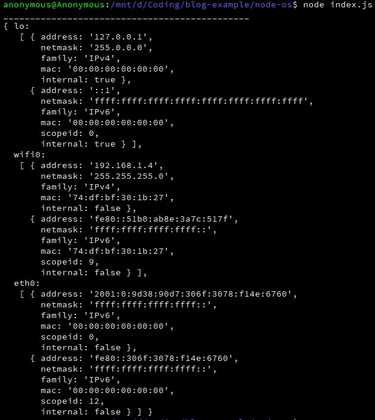 anonymous@Anonymous:/mnt/d/Coding/blog-example/node-os$ node index.js
{ lo:
[ { address: '127.0.0.1',
netmask: '255.0.0.0',
family: 'IPv4',
mac: '00:00:00:00:00:00',
internal: true },
{ address: '::1',
netmask: 'ffff:ffff:ffff:ffff:ffff:ffff:ffff:ffff',
family: 'IPv6',
mac: '00:00:00:00:00:00',
scopeid: 0,
internal: true } ],
wifi0:
[ { address: '192.168.1.4',
netmask: '255.255.255.0',
family: 'IPv4',
mac: '74:df:bf:30:1b:27',
internal: false },
{ address: 'fe80::51b0:ab8e:3a7c:517f',
netmask: 'ffff:ffff:ffff:ffff::',
family: 'IPv6',
mac: '74:df:bf:30:1b:27',
scopeid: 9,
internal: false } ],
eth0:
[ { address: '2001:0:9d38:90d7:306f:3078:f14e:6760',
netmask: 'ffff:ffff:ffff:ffff::',
family: 'IPv6',
mac: '00:00:00:00:00:00',
scopeid: 0,
internal: false },
{ address: 'fe80::306f:3078:f14e:6760',
netmask: 'ffff:ffff:ffff:ffff::',
family: 'IPv6',
mac: '00:00:00:00:00:00',
scopeid: 12,
internal: false } ] }